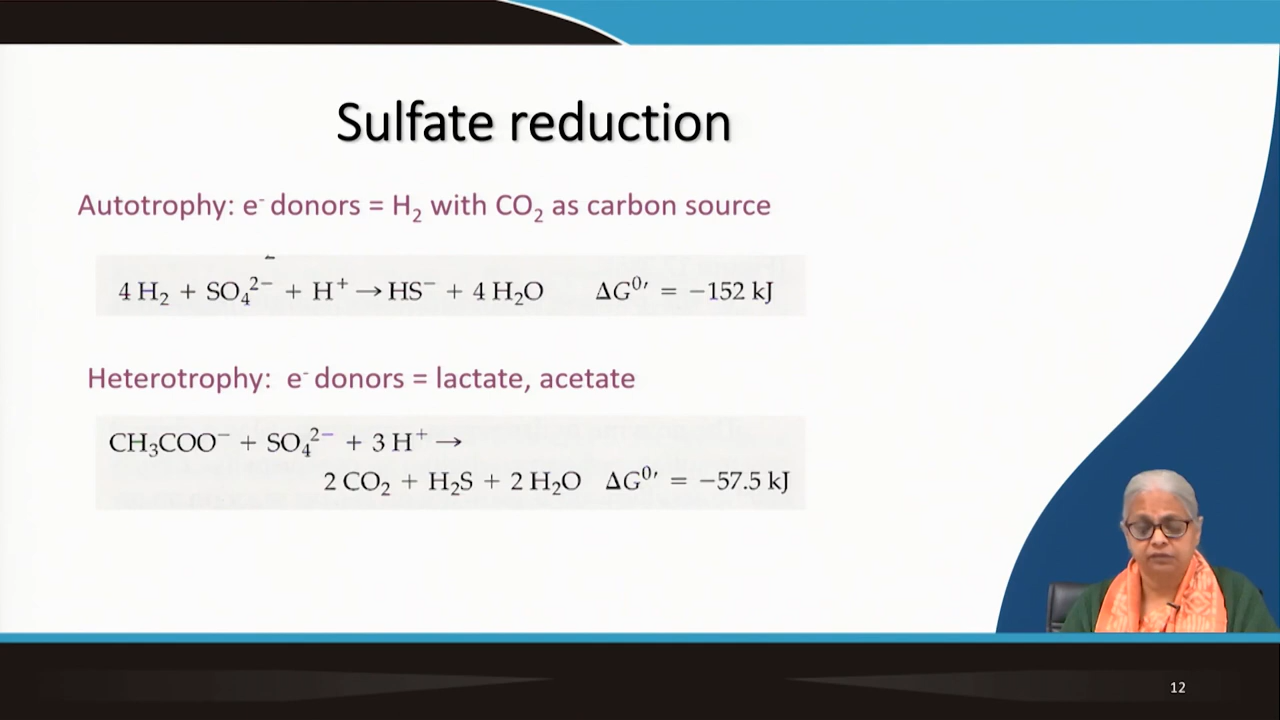 Sulfate reduction
Autotrophy: e⁻ donors = H₂ with CO₂ as carbon source
4 H₂ + SO₄²⁻ + H⁺ → HS⁻ + 4 H₂O ΔG⁰′ = −152 kJ
Heterotrophy: e⁻ donors = lactate, acetate
CH₃COO⁻ + SO₄²⁻ + 3 H⁺ →
2 CO₂ + H₂S + 2 H₂O ΔG⁰′ = −57.5 kJ
12